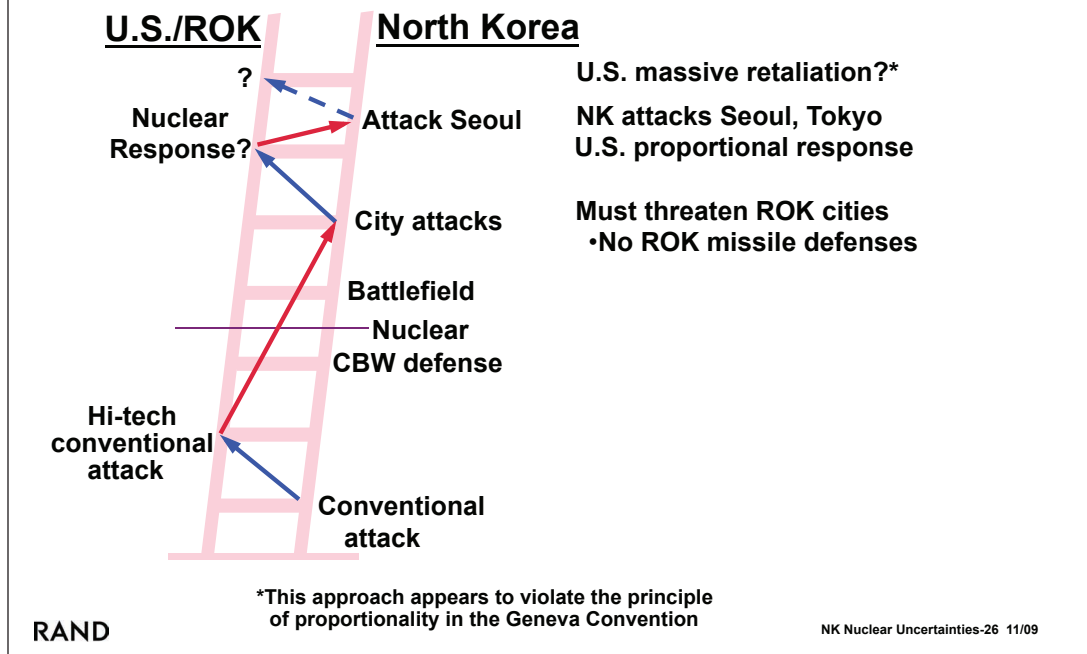 U.S./ROK
North Korea
?
U.S. massive retaliation?*
Nuclear
Response?
Attack Seoul
NK attacks Seoul, Tokyo
U.S. proportional response
City attacks
Must threaten ROK cities
•No ROK missile defenses
Battlefield
Nuclear
CBW defense
Hi-tech
conventional
attack
Conventional
attack
*This approach appears to violate the principle
of proportionality in the Geneva Convention
RAND
NK Nuclear Uncertainties-26 11/09